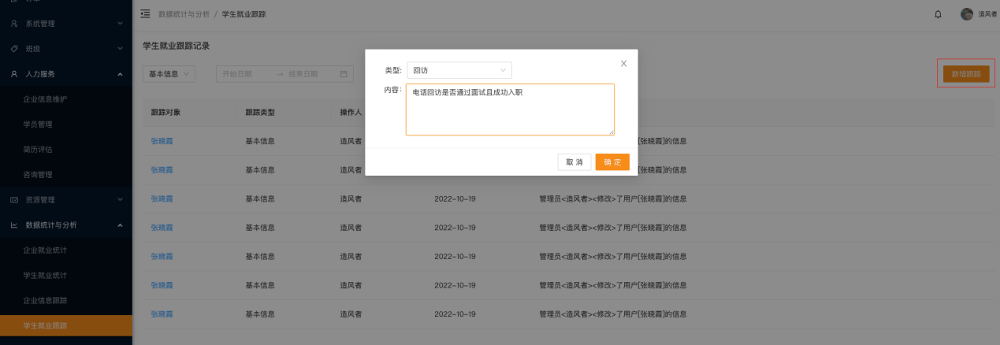 数据统计与分析 / 学生就业跟踪
造风者
系统管理
班级
人力服务
企业信息维护
学员管理
简历评估
咨询管理
资源管理
数据统计与分析
企业就业统计
学生就业统计
企业信息跟踪
学生就业跟踪
学生就业跟踪记录
基本信息
开始日期 → 结束日期
新增跟踪
类型: 回访
内容: 电话回访是否通过面试且成功入职
取 消 确 定
跟踪对象 跟踪类型 操作人
张晓霞 基本信息 造风者 [张晓霞]的信息
张晓霞 基本信息 造风者 [张晓霞]的信息
张晓霞 基本信息 造风者 2022-10-19 管理员<造风者><修改>了用户[张晓霞]的信息
张晓霞 基本信息 造风者 2022-10-19 管理员<造风者><修改>了用户[张晓霞]的信息
张晓霞 基本信息 造风者 2022-10-19 管理员<造风者><修改>了用户[张晓霞]的信息
张晓霞 基本信息 造风者 2022-10-19 管理员<造风者><修改>了用户[张晓霞]的信息
张晓霞 基本信息 造风者 2022-10-19 管理员<造风者><修改>了用户[张晓霞]的信息